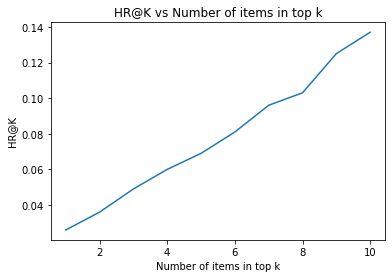 HR@K vs Number of items in top k
0.14
0.12
0.10
0.08
0.06
0.04
HR@K
2 4 6 8 10
Number of items in top k